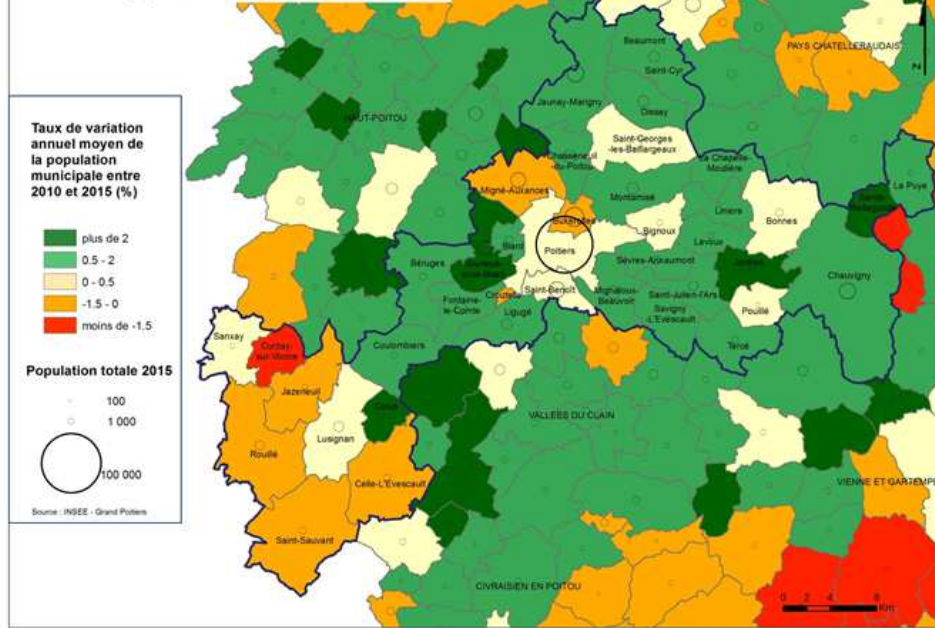 Taux de variation
annuel moyen de
la population
municipale entre
2010 et 2015 (%)
plus de 2
0.5 - 2
0 - 0.5
-1.5 - 0
moins de -1.5
Population totale 2015
100
1 000
100 000
Source : INSEE - Grand Poitiers
Beaumont
PAYS CHATELLERAUDAIS
Saint-Cyr
Jaunay-Marigny
Dissay
HAUT-POITOU
Saint-Georges
-les-Baillargeaux
Chasseneuil
-du-Poitou
La Chapelle-
Moulière
La Puye
Migné-Auxances
Montamisé
Liniers
Bonnes
Buxerolles
Bignoux
Biard
Poitiers
Lavoux
Béruges
Sèvres-Anxaumont
Jardres
Chauvigny
Saint-Benoît
Mignaloux-
Beauvoir
Saint-Julien-l'Ars
Fontaine-
le-Comte
Croutelle
Ligugé
Savigny
-L'Evescault
Pouillé
Sanxay
Curzay-
sur-Vonne
Coulombiers
Tercé
Jazeneuil
Cloué
VALLEES DU CLAIN
Lusignan
Rouillé
Celle-L'Evescault
VIENNE ET GARTEMPE
Saint-Sauvant
CIVRAISIEN EN POITOU
0 2 4 6
Km